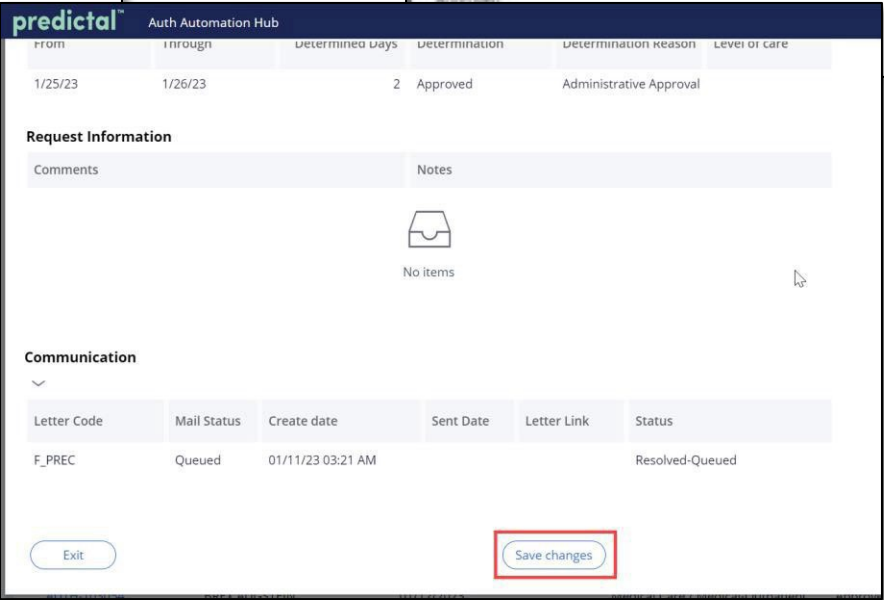 predictal™ Auth Automation Hub
From Through Determined Days Determination Determination Reason Level of care
1/25/23 1/26/23 2 Approved Administrative Approval
Request Information
Comments Notes
No items
Communication
Letter Code Mail Status Create date Sent Date Letter Link Status
F_PREC Queued 01/11/23 03:21 AM Resolved-Queued
Exit Save changes